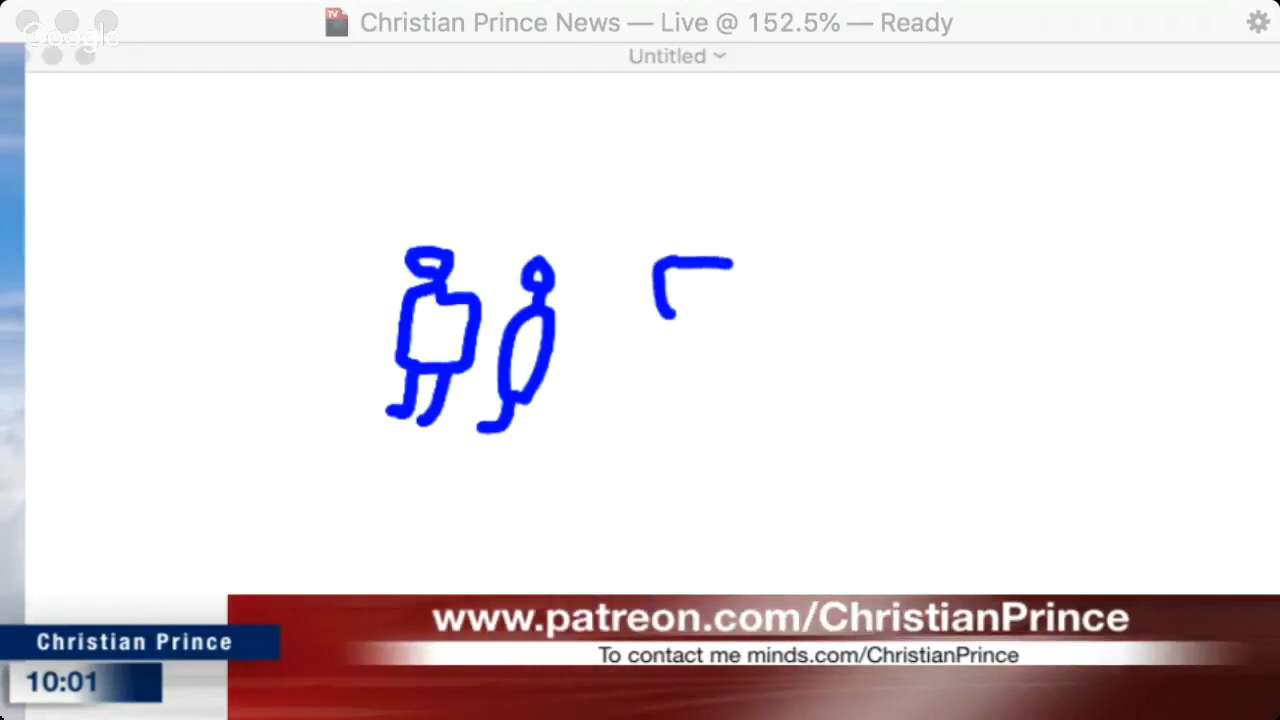 Christian Prince News — Live @ 152.5% — Ready
Google
Untitled
www.patreon.com/ChristianPrince
To contact me minds.com/ChristianPrince
Christian Prince
10:01